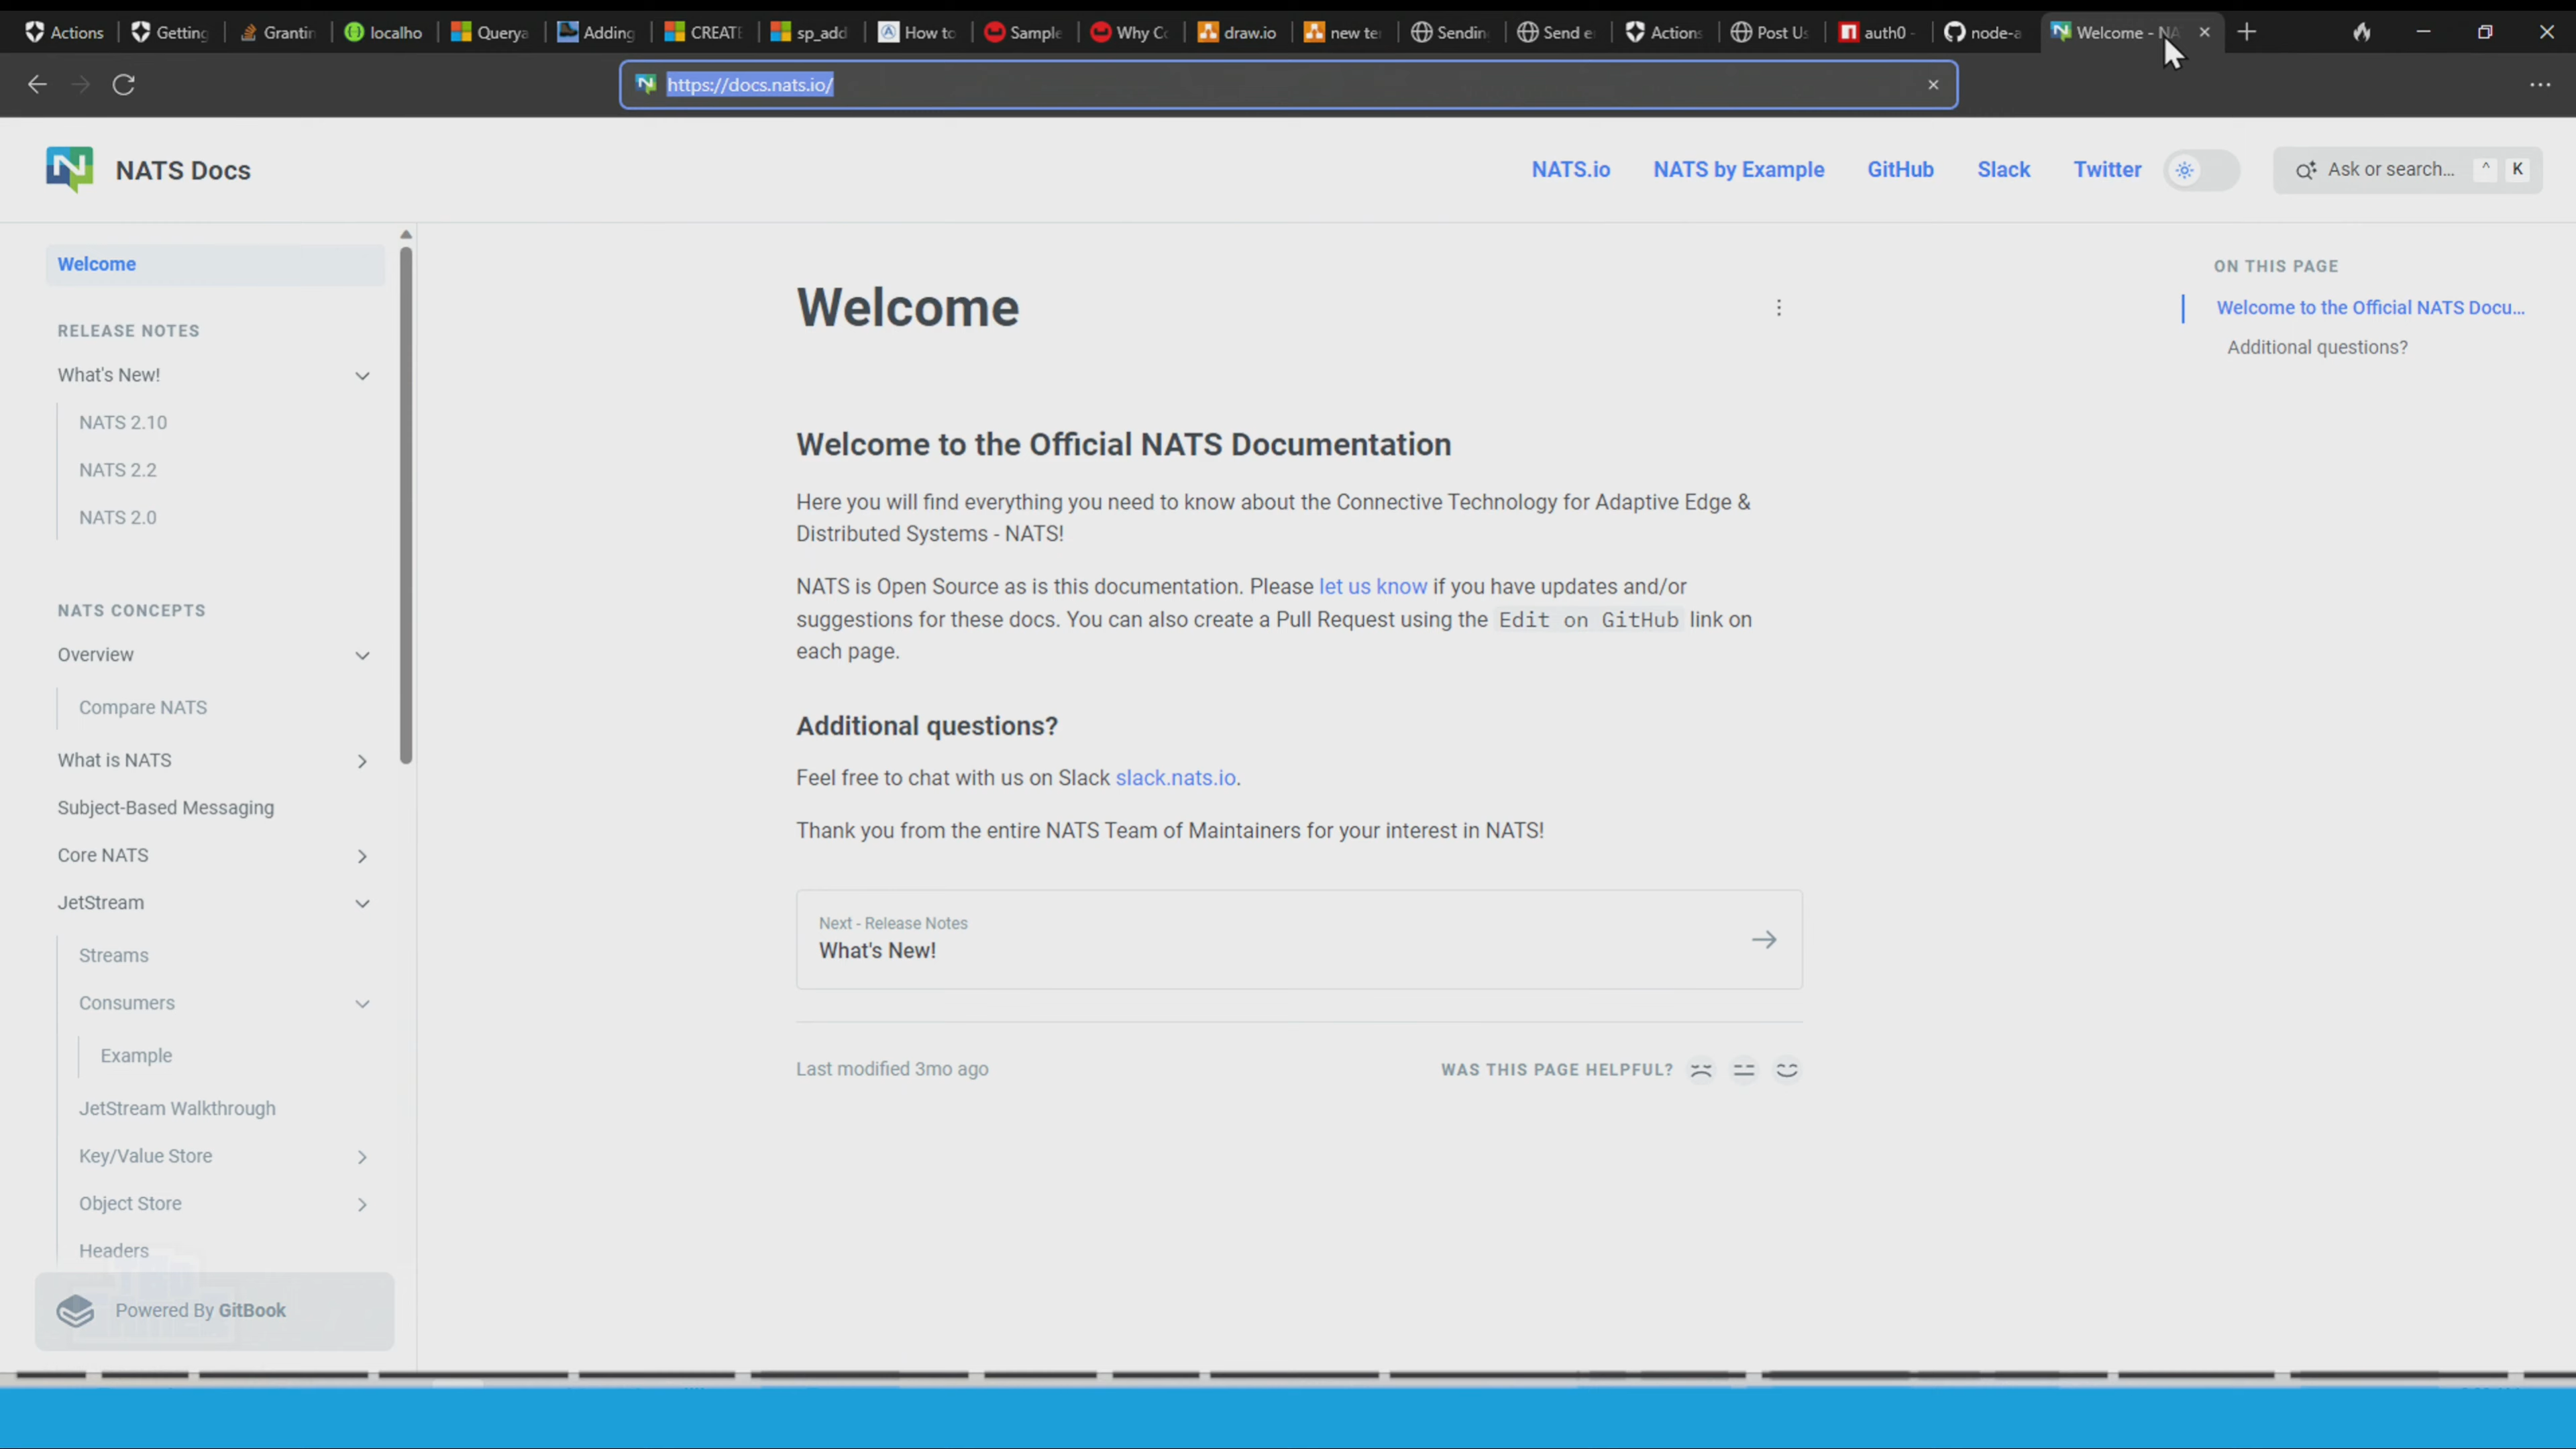 Actions
Getting
Grantin
localho
Querya
Adding
CREATE
sp_add
How to
Sample
Why Co
draw.io
new te
Sendin
Send e
Actions
Post Us
auth0 -
node-a
Welcome - NA
https://docs.nats.io/
NATS Docs
NATS.io
NATS by Example
GitHub
Slack
Twitter
Ask or search...
^
K
Welcome
RELEASE NOTES
What's New!
NATS 2.10
NATS 2.2
NATS 2.0
NATS CONCEPTS
Overview
Compare NATS
What is NATS
Subject-Based Messaging
Core NATS
JetStream
Streams
Consumers
Example
JetStream Walkthrough
Key/Value Store
Object Store
Headers
Powered By GitBook
Welcome
Welcome to the Official NATS Documentation
Here you will find everything you need to know about the Connective Technology for Adaptive Edge &
Distributed Systems - NATS!
NATS is Open Source as is this documentation. Please let us know if you have updates and/or
suggestions for these docs. You can also create a Pull Request using the Edit on GitHub link on
each page.
Additional questions?
Feel free to chat with us on Slack slack.nats.io.
Thank you from the entire NATS Team of Maintainers for your interest in NATS!
Next - Release Notes
What's New!
Last modified 3mo ago
WAS THIS PAGE HELPFUL?
ON THIS PAGE
Welcome to the Official NATS Docu...
Additional questions?